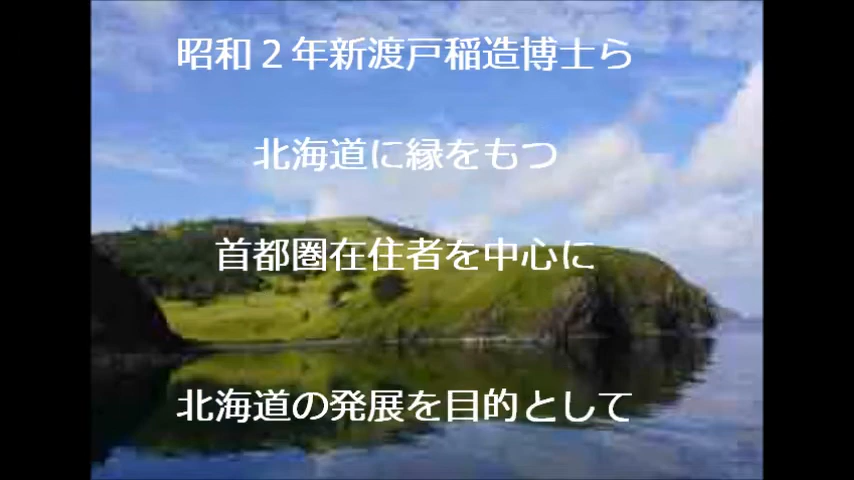 昭和２年新渡戸稲造博士ら
北海道に縁をもつ
首都圏在住者を中心に
北海道の発展を目的として